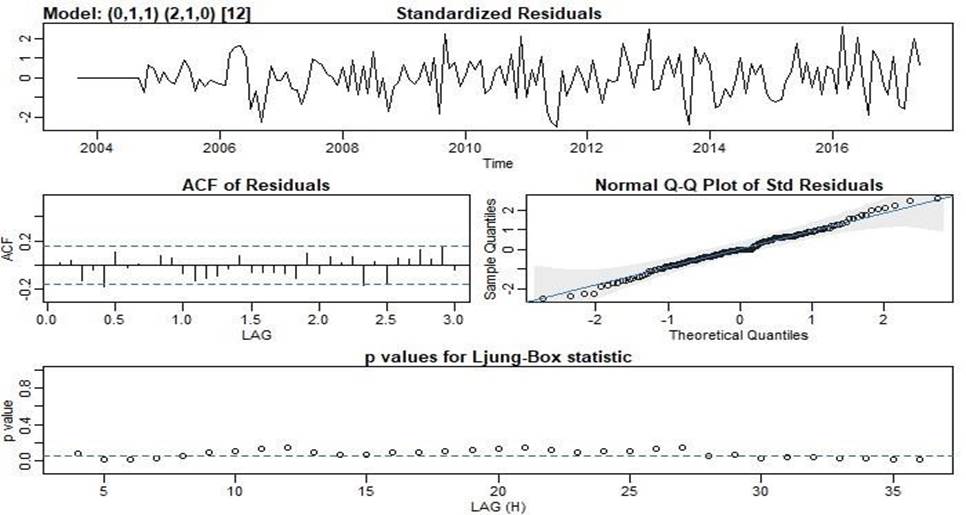 Model: (0,1,1) (2,1,0) [12]
Standardized Residuals
2
1
0
-2
2004 2006 2008 2010 2012 2014 2016
Time
ACF of Residuals
ACF
0.2
-0.2
0.0 0.5 1.0 1.5 2.0 2.5 3.0
LAG
Normal Q-Q Plot of Std Residuals
Sample Quantiles
2
1
0
-2
-2 -1 0 1 2
Theoretical Quantiles
p values for Ljung-Box statistic
p value
0.8
0.4
0.0
5 10 15 20 25 30 35
LAG (H)